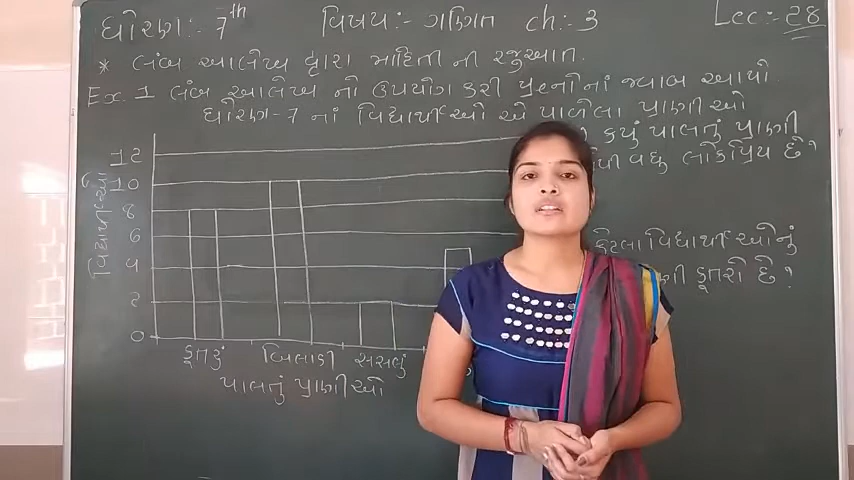 ધોરણ:- 7th વિષય:- ગણિત ch:- 3 Lec:- ૨૪
* લંબ આલેખ દ્વારા માહિતી ની રજુઆત.
Ex. 1 લંબ આલેખ નો ઉપયોગ કરી પ્રશ્નોનાં જવાબ આપો.
ધોરણ-7 નાં વિદ્યાર્થીઓ એ પાળેલા પ્રાણીઓ
કયું પાલતું પ્રાણી
વધુ લોકપ્રિય છે?
કેટલા વિદ્યાર્થીઓનું
કૂતરો છે?
વિદ્યાર્થીઓ
12
10
8
6
4
2
0
કૂતરું બિલાડી સસલું
પાલતું પ્રાણીઓ